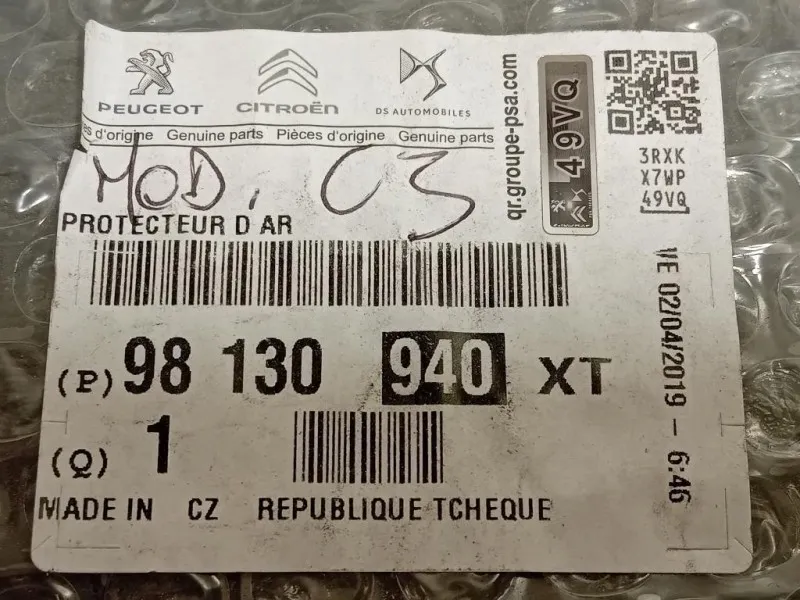 PEUGEOT CITROËN DS AUTOMOBILES
s d'origine Genuine parts Pièces d'origine Genuine parts
MOD. C3
PROTECTEUR D AR
(P) 98 130 940 XT
(Q) 1
MADE IN CZ REPUBLIQUE TCHEQUE
qr.groupe-psa.com
49VQ
3RXK
X7WP
49VQ
VE 02/04/2019 - 6:46